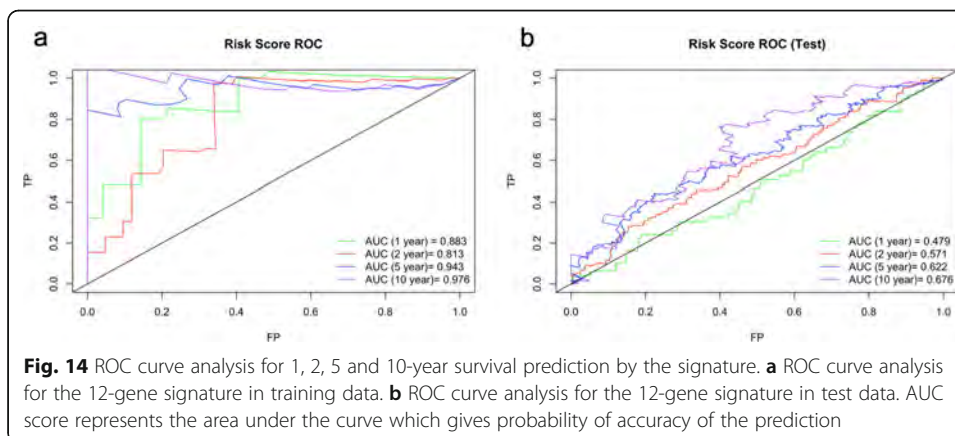 a
Risk Score ROC
TP
1.0
0.8
0.6
0.4
0.2
0.0
AUC (1 year) = 0.883
AUC (2 year)= 0.813
AUC (5 year)= 0.943
AUC (10 year)= 0.976
0.0 0.2 0.4 0.6 0.8 1.0
FP
b
Risk Score ROC (Test)
TP
1.0
0.8
0.6
0.4
0.2
0.0
AUC (1 year) = 0.479
AUC (2 year)= 0.571
AUC (5 year)= 0.622
AUC (10 year)= 0.676
0.0 0.2 0.4 0.6 0.8 1.0
FP
Fig. 14 ROC curve analysis for 1, 2, 5 and 10-year survival prediction by the signature. a ROC curve analysis
for the 12-gene signature in training data. b ROC curve analysis for the 12-gene signature in test data. AUC
score represents the area under the curve which gives probability of accuracy of the prediction